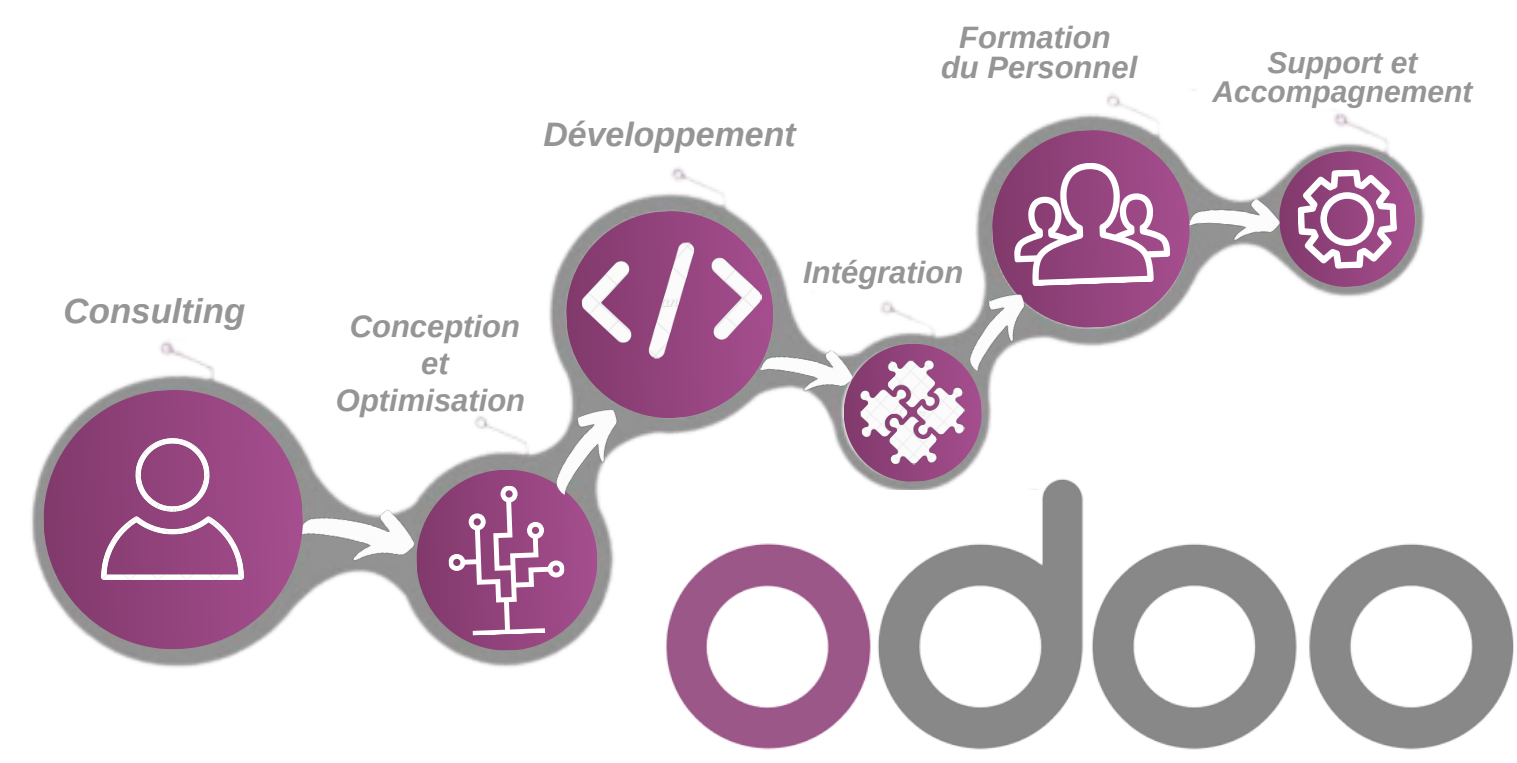 Consulting
Conception
et
Optimisation
Développement
Intégration
Formation
du Personnel
Support et
Accompagnement
odoo